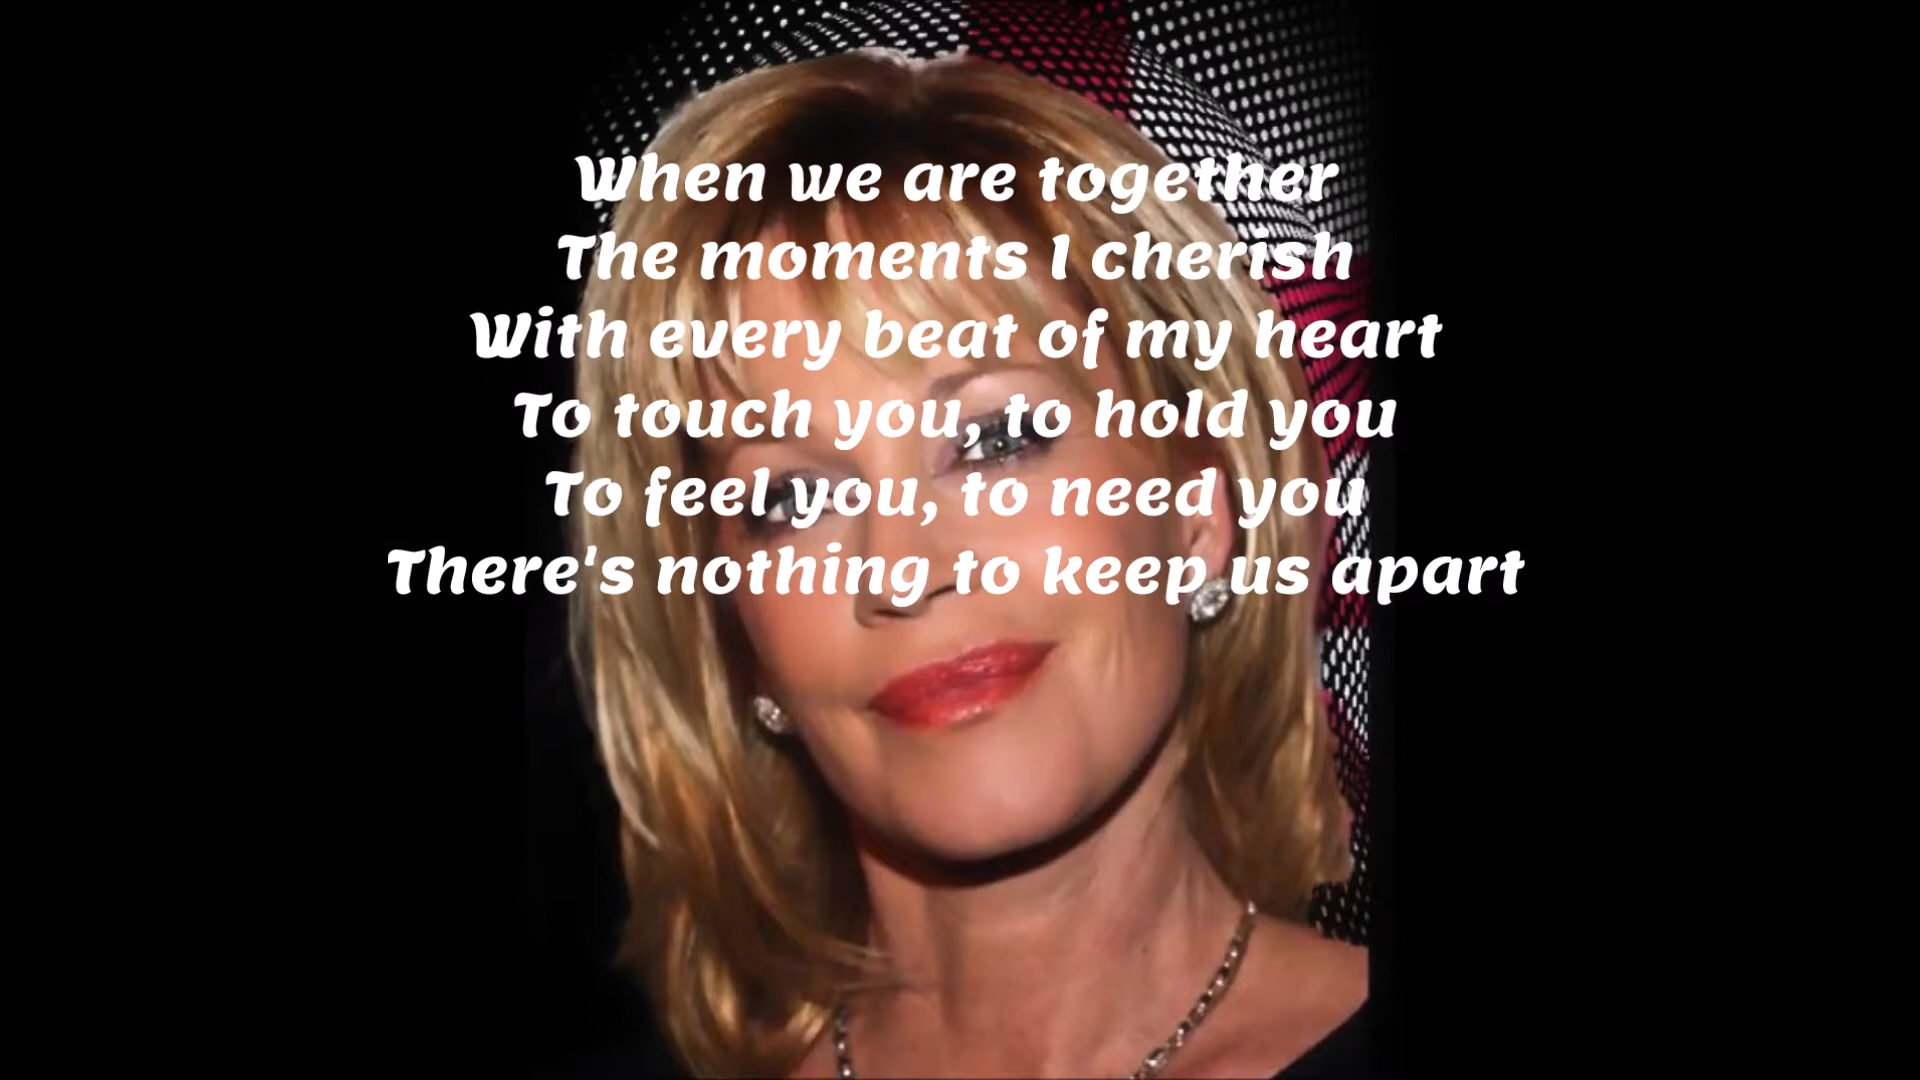 When we are together
The moments I cherish
With every beat of my heart
To touch you, to hold you
To feel you, to need you
There's nothing to keep us apart